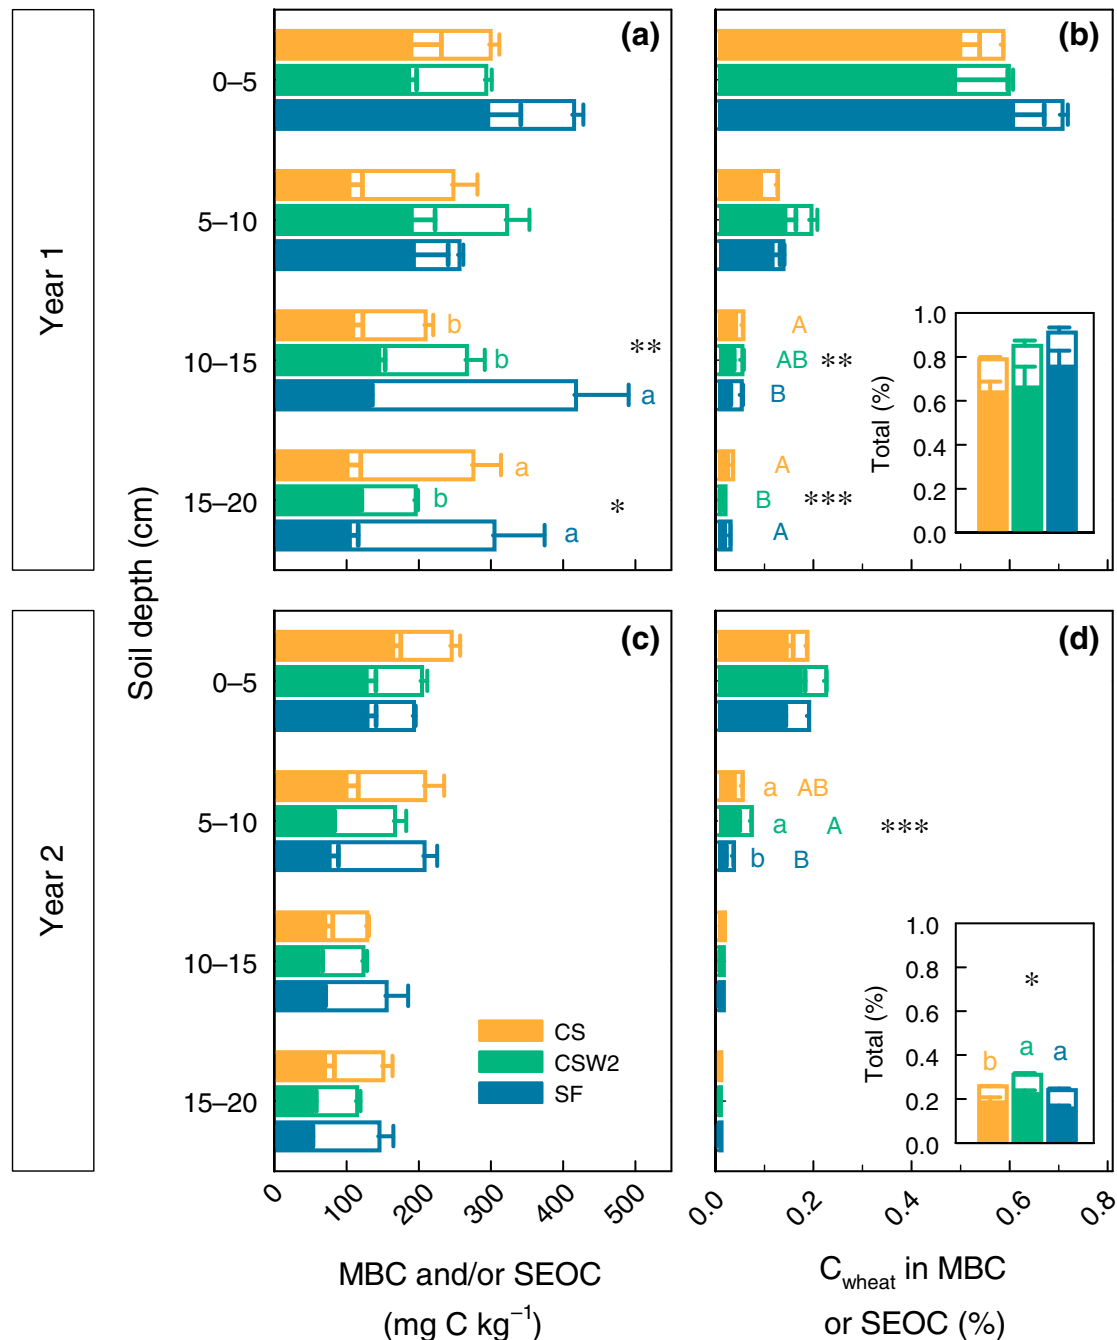 (a)
(b)
0–5
5–10
10–15
15–20
b
b
a
**
a
b
a
*
A
AB
B
**
A
B
A
***
1.0
0.8
0.6
0.4
0.2
0.0
Total (%)
Year 1
Soil depth (cm)
(c)
(d)
0–5
5–10
10–15
15–20
a AB
a A
b B
***
1.0
0.8
0.6
0.4
0.2
0.0
Total (%)
*
b
a
a
CS
CSW2
SF
Year 2
0
100
200
300
400
500
0.0
0.2
0.4
0.6
0.8
MBC and/or SEOC
(mg C kg⁻¹)
C_wheat in MBC
or SEOC (%)